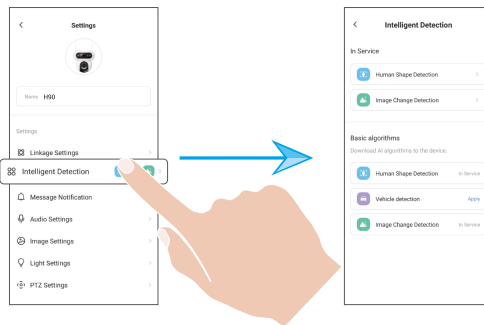 Settings
Name H90
Settings
Linkage Settings
Intelligent Detection
Message Notification
Audio Settings
Image Settings
Light Settings
PTZ Settings
Intelligent Detection
In Service
Human Shape Detection
Image Change Detection
Basic algorithms
Download AI algorithms to the device.
Human Shape Detection In Service
Vehicle detection Apply
Image Change Detection In Service